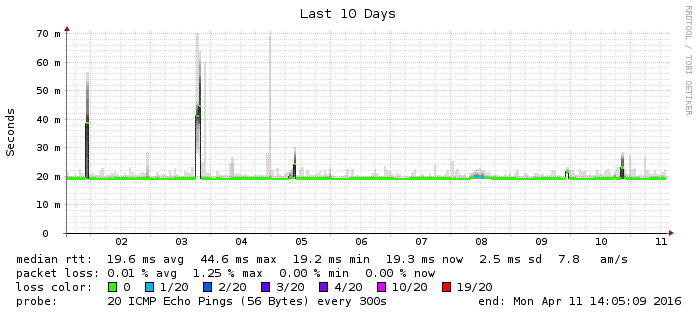 Last 10 Days
RRDTOOL / TOBI OETIKER
Seconds
70 m
60 m
50 m
40 m
30 m
20 m
10 m
0
02 03 04 05 06 07 08 09 10 11
median rtt: 19.6 ms avg 44.6 ms max 19.2 ms min 19.3 ms now 2.5 ms sd 7.8 am/s
packet loss: 0.01 % avg 1.25 % max 0.00 % min 0.00 % now
loss color: 0 1/20 2/20 3/20 4/20 10/20 19/20
probe: 20 ICMP Echo Pings (56 Bytes) every 300s end: Mon Apr 11 14:05:09 2016